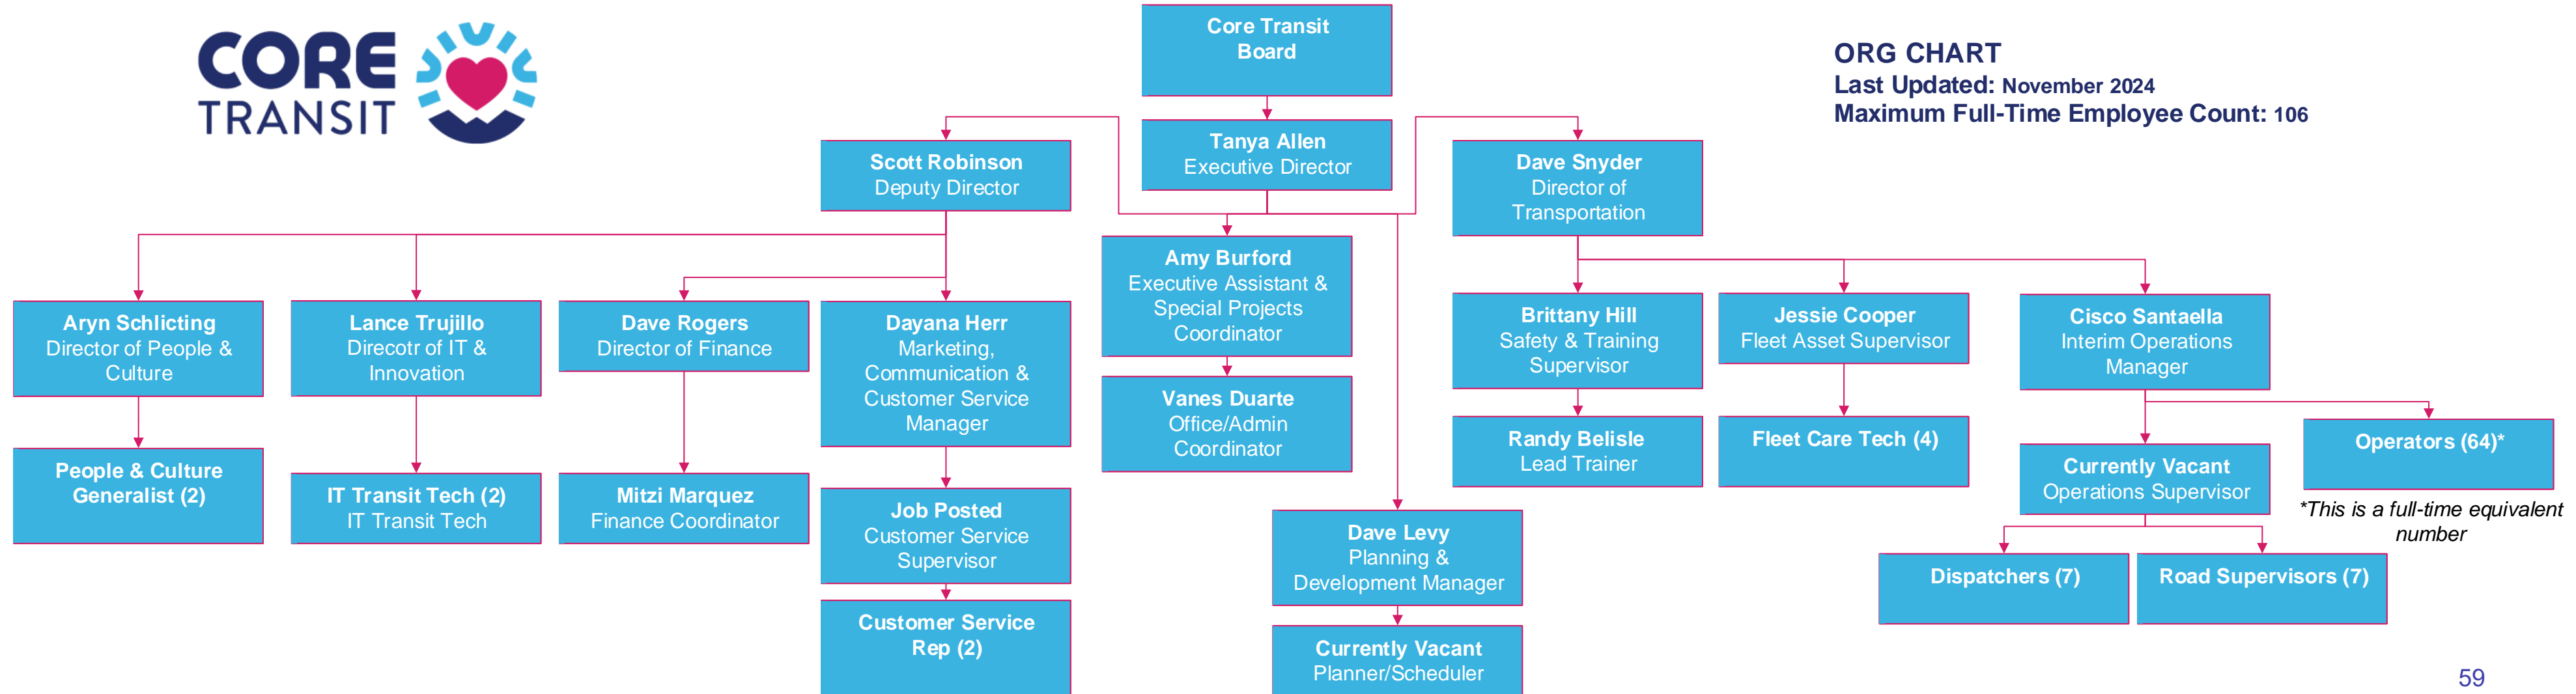 CORE
TRANSIT
Core Transit
Board
ORG CHART
Last Updated: November 2024
Maximum Full-Time Employee Count: 106
Tanya Allen
Executive Director
Scott Robinson
Deputy Director
Dave Snyder
Director of
Transportation
Amy Burford
Executive Assistant &
Special Projects
Coordinator
Vanes Duarte
Office/Admin
Coordinator
Aryn Schlicting
Director of People &
Culture
Lance Trujillo
Direcotr of IT &
Innovation
Dave Rogers
Director of Finance
Dayana Herr
Marketing,
Communication &
Customer Service
Manager
Brittany Hill
Safety & Training
Supervisor
Jessie Cooper
Fleet Asset Supervisor
Cisco Santaella
Interim Operations
Manager
People & Culture
Generalist (2)
IT Transit Tech (2)
IT Transit Tech
Mitzi Marquez
Finance Coordinator
Job Posted
Customer Service
Supervisor
Customer Service
Rep (2)
Dave Levy
Planning &
Development Manager
Currently Vacant
Planner/Scheduler
Randy Belisle
Lead Trainer
Fleet Care Tech (4)
Currently Vacant
Operations Supervisor
Operators (64)*
*This is a full-time equivalent
number
Dispatchers (7)
Road Supervisors (7)
59